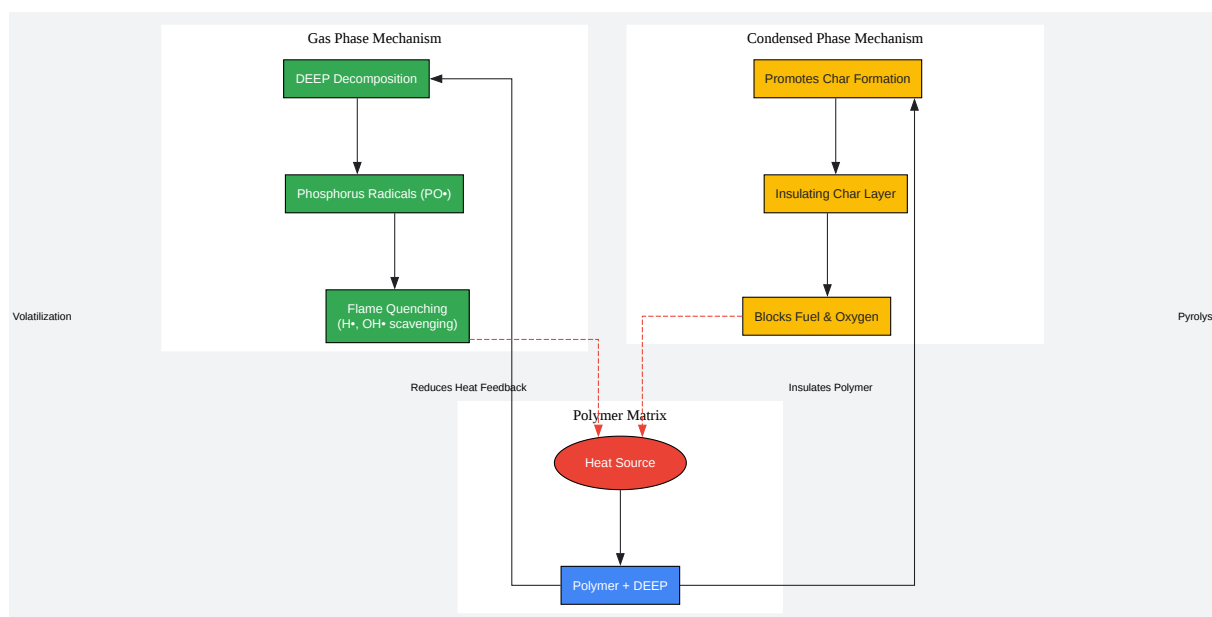 Gas Phase Mechanism
Condensed Phase Mechanism
DEEP Decomposition
Promotes Char Formation
Phosphorus Radicals (PO•)
Insulating Char Layer
Flame Quenching
(H•, OH• scavenging)
Blocks Fuel & Oxygen
Volatilization
Pyrolys
Reduces Heat Feedback
Insulates Polymer
Polymer Matrix
Heat Source
Polymer + DEEP